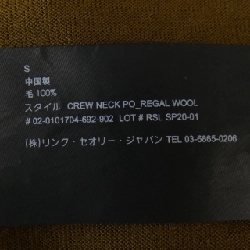 S
中国製
毛 100%
スタイル CREW NECK PO_REGAL WOOL
# 02-0101704-692-902 LOT # RSL SP20-01
(株)リンク・セオリー・ジャパン TEL 03-5665-0206